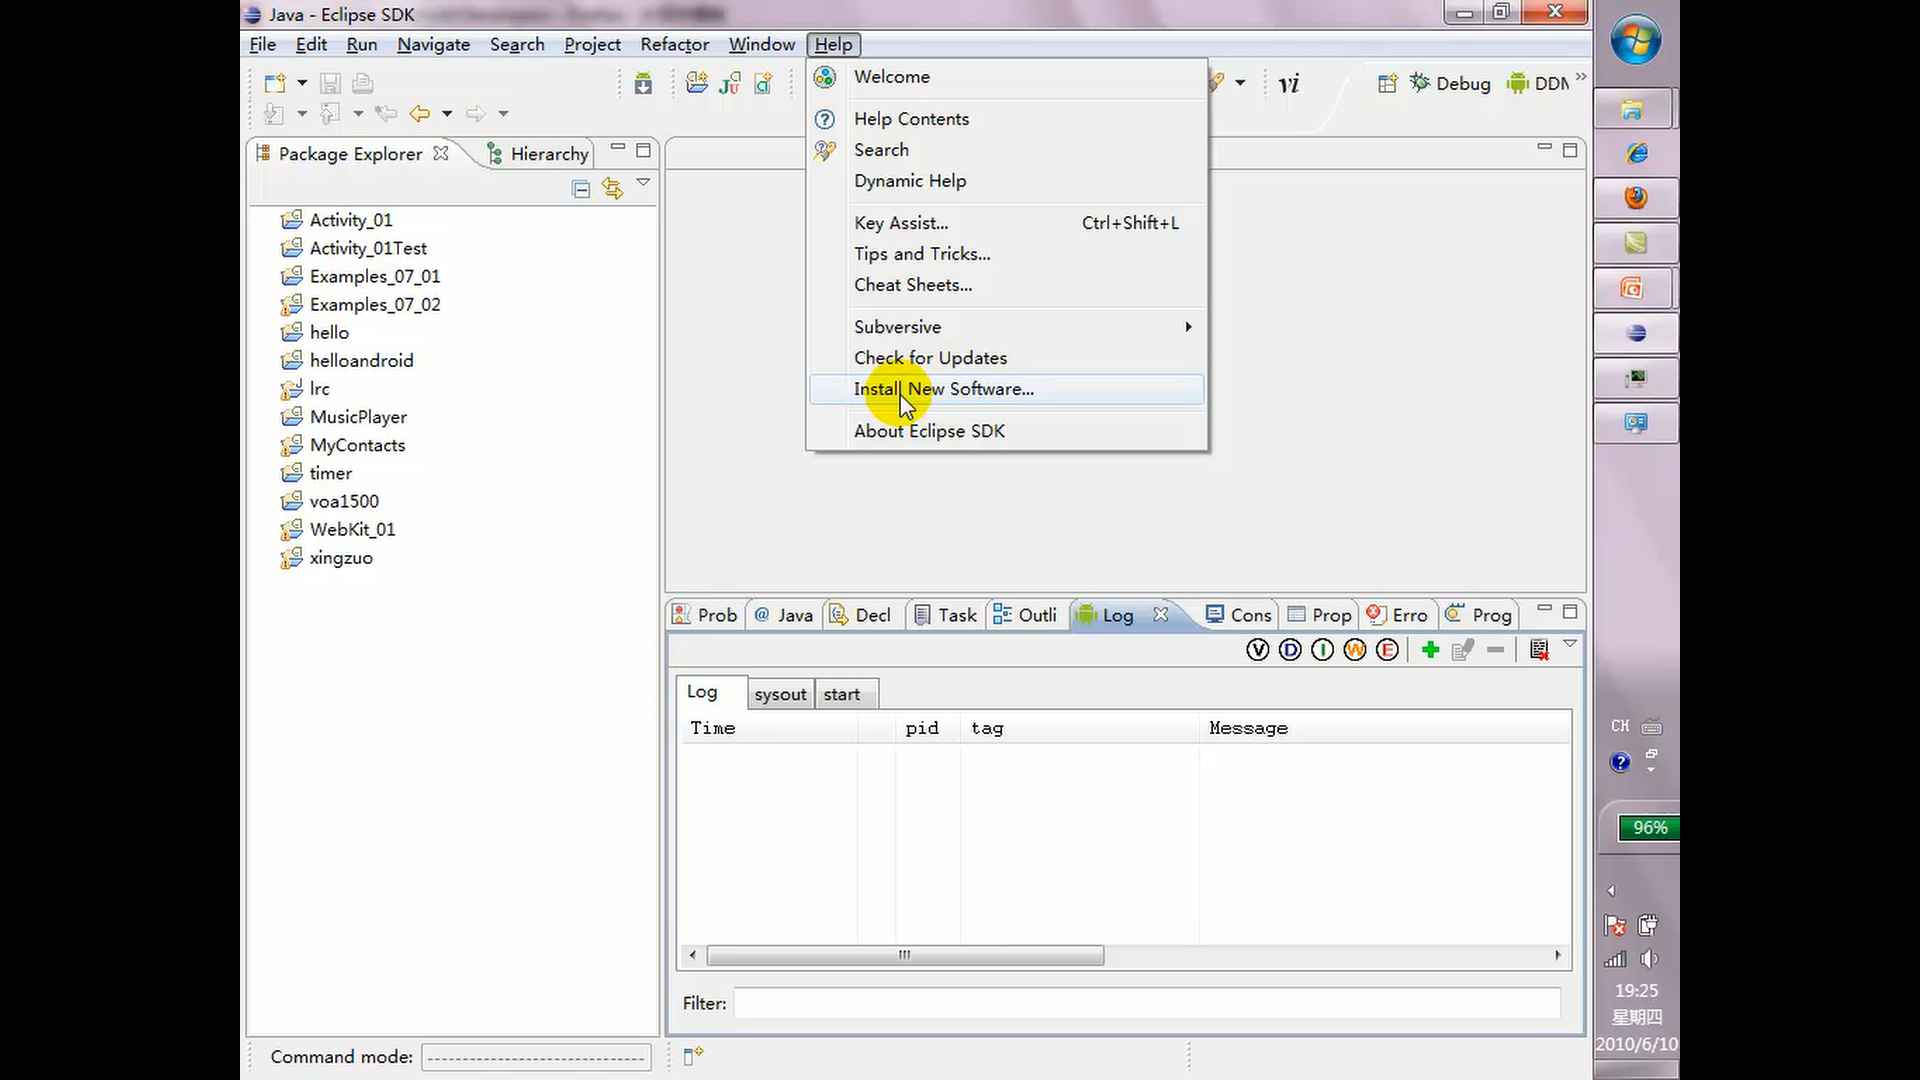 Java - Eclipse SDK
File Edit Run Navigate Search Project Refactor Window Help
vi Debug DDM »
Package Explorer Hierarchy
Activity_01
Activity_01Test
Examples_07_01
Examples_07_02
hello
helloandroid
lrc
MusicPlayer
MyContacts
timer
voa1500
WebKit_01
xingzuo
Welcome
Help Contents
Search
Dynamic Help
Key Assist... Ctrl+Shift+L
Tips and Tricks...
Cheat Sheets...
Subversive
Check for Updates
Install New Software...
About Eclipse SDK
Prob @ Java Decl Task Outli Log Cons Prop Erro Prog
V D I W E
Log sysout start
Time pid tag Message
Filter:
Command mode: 
CH
96%
19:25
星期四
2010/6/10